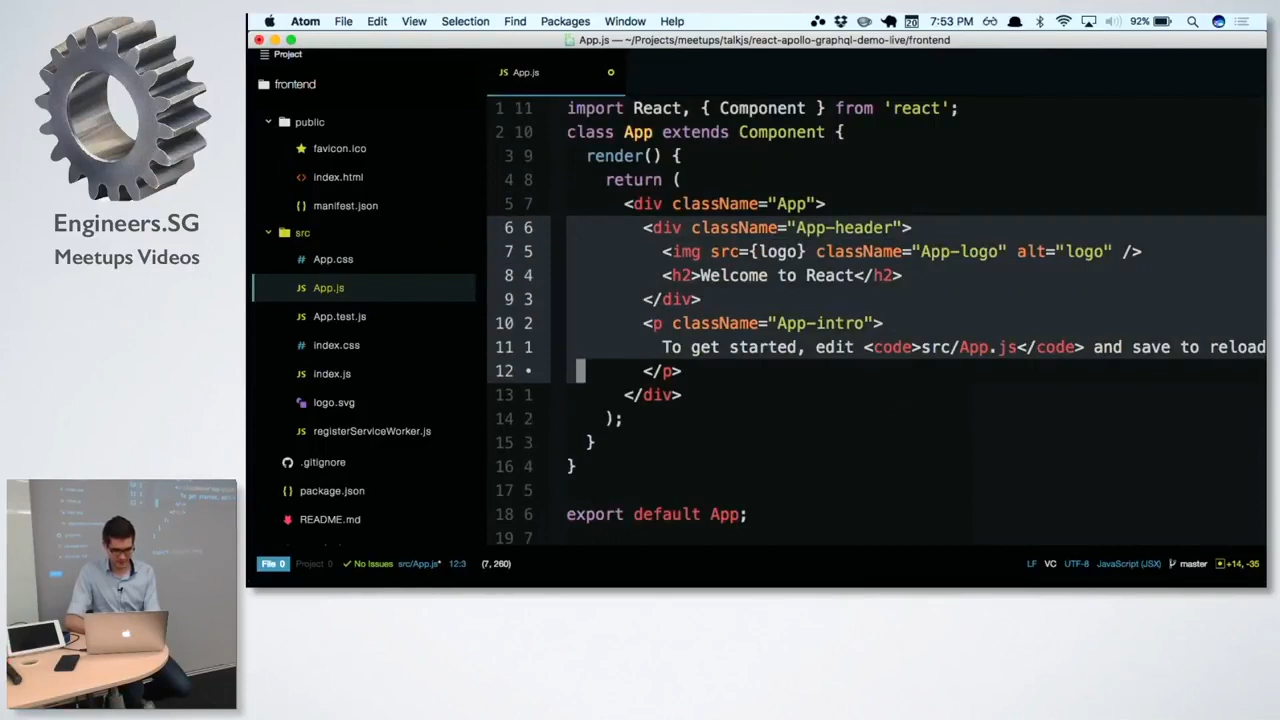 Atom File Edit View Selection Find Packages Window Help 20 7:53 PM 92%
App.js — ~/Projects/meetups/talkjs/react-apollo-graphql-demo-live/frontend
Project
frontend
public
favicon.ico
index.html
manifest.json
src
App.css
App.js
App.test.js
index.css
index.js
logo.svg
registerServiceWorker.js
.gitignore
package.json
README.md
JS App.js
1 11 import React, { Component } from 'react';
2 10 class App extends Component {
3 9 render() {
4 8 return (
5 7 <div className="App">
6 6 <div className="App-header">
7 5 <img src={logo} className="App-logo" alt="logo" />
8 4 <h2>Welcome to React</h2>
9 3 </div>
10 2 <p className="App-intro">
11 1 To get started, edit <code>src/App.js</code> and save to reload
12 • </p>
13 1 </div>
14 2 );
15 3 }
16 4 }
17 5
18 6 export default App;
19 7
File 0 Project 0 No Issues src/App.js* 12:3 (7, 260) LF VC UTF-8 JavaScript (JSX) master +14, -35
Engineers.SG
Meetups Videos